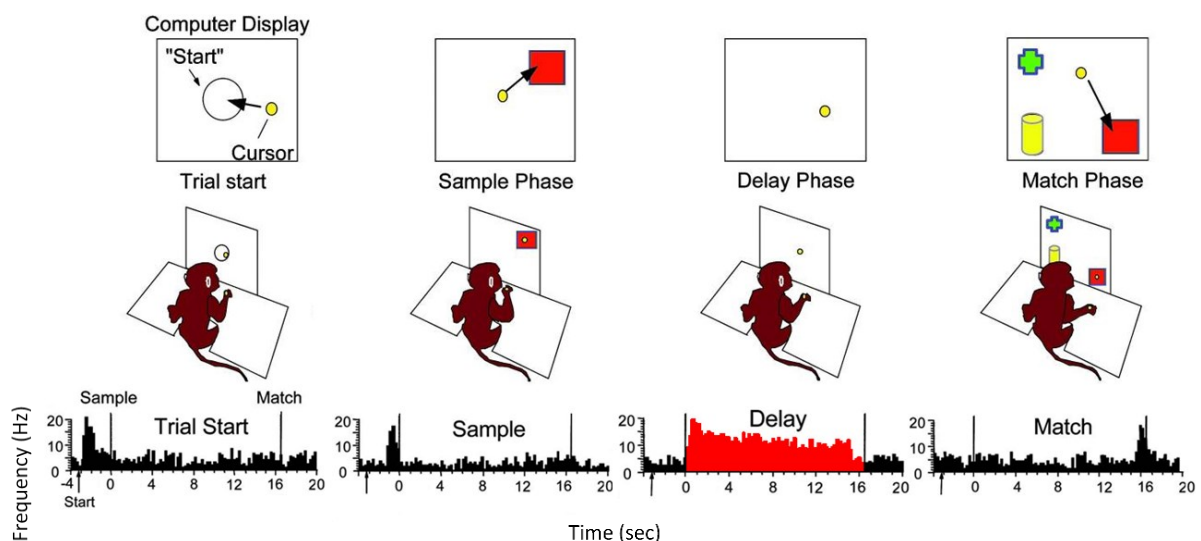 Computer Display
"Start"
Cursor
Trial start
Sample Phase
Delay Phase
Match Phase
Frequency (Hz)
Sample
Match
20
10
0
Trial Start
-4 0 4 8 12 16 20
Start
20
10
0
Sample
0 4 8 12 16 20
20
10
0
Delay
0 4 8 12 16 20
20
10
0
Match
0 4 8 12 16 20
Time (sec)